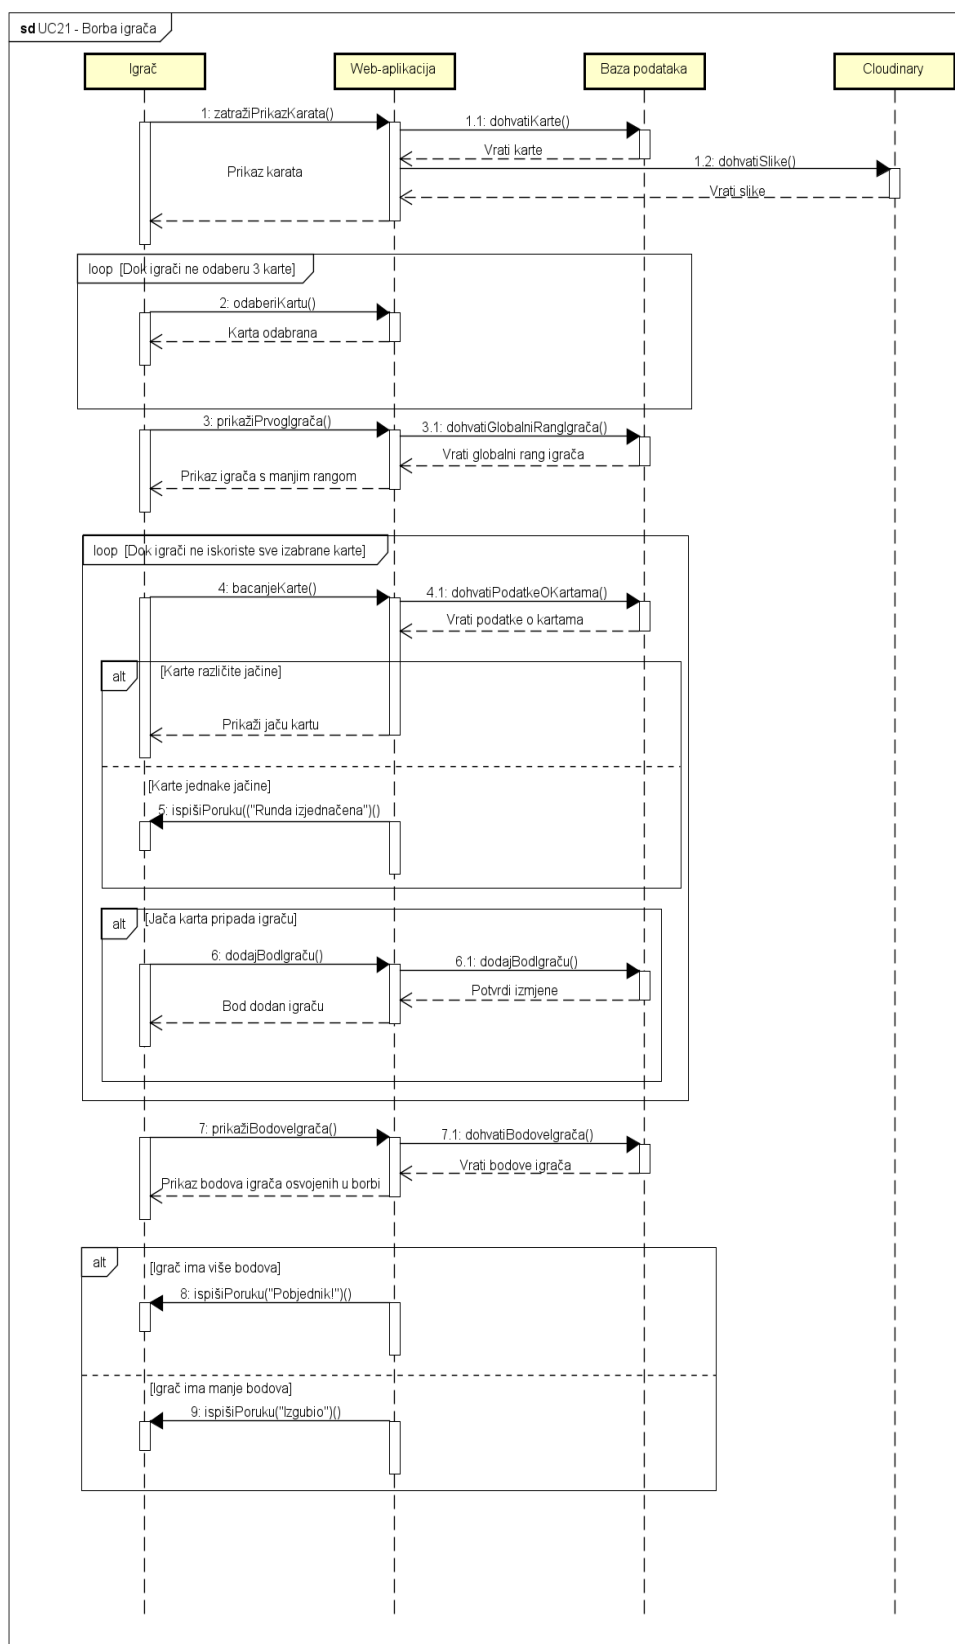 sd UC21 - Borba igrača
Igrač
Web-aplikacija
Baza podataka
Cloudinary
1: zatražiPrikazKarata()
1.1: dohvatiKarte()
Vrati karte
1.2: dohvatiSlike()
Prikaz karata
Vrati slike
loop [Dok igrači ne odaberu 3 karte]
2: odaberiKartu()
Karta odabrana
3: prikažiPrvogIgrača()
3.1: dohvatiGlobalniRangIgrača()
Vrati globalni rang igrača
Prikaz igrača s manjim rangom
loop [Dok igrači ne iskoriste sve izabrane karte]
4: bacanjeKarte()
4.1: dohvatiPodatkeOKartama()
Vrati podatke o kartama
alt [Karte različite jačine]
Prikaži jaču kartu
[Karte jednake jačine]
5: ispišiPoruku(("Runda izjednačena")()
alt [Jača karta pripada igraču]
6: dodajBodIgraču()
6.1: dodajBodIgraču()
Potvrdi izmjene
Bod dodan igraču
7: prikažiBodoveIgrača()
7.1: dohvatiBodoveIgrača()
Vrati bodove igrača
Prikaz bodova igrača osvojenih u borbi
alt
[Igrač ima više bodova]
8: ispišiPoruku("Pobjednik!")()
[Igrač ima manje bodova]
9: ispišiPoruku("Izgubio")()